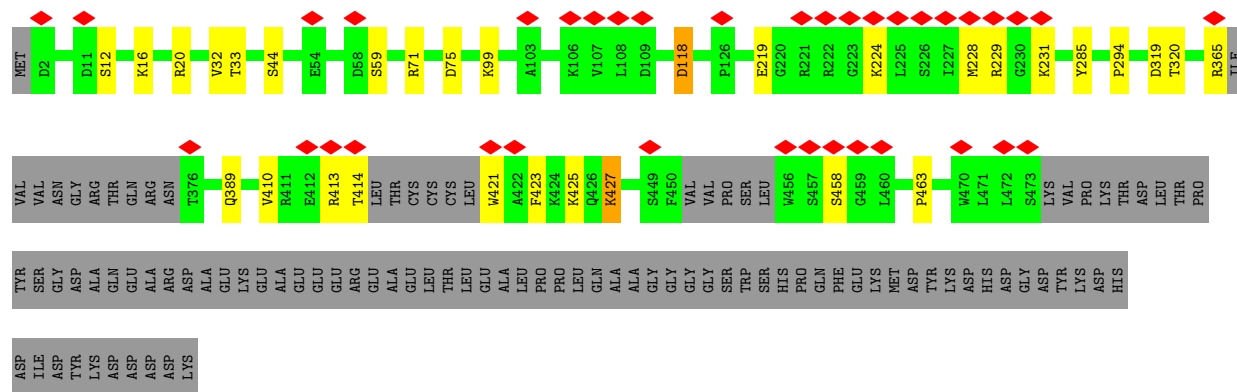 MET D2 D11 S12 K16 R20 V32 T33 S44 E54 D58 S59 R71 D75 K99 A103 K106 V107 L108 D109 D118 P126 E219 G220 R221 R222 G223 K224 L225 S226 I227 M228 R229 G230 K231 Y285 P294 D319 T320 R365 ILE
VAL VAL ASN GLY ARG THR GLN ARG ASN T376 Q389 V410 R411 E412 R413 T414 LEU THR CYS CYS CYS LEU W421 A422 F423 K424 K425 Q426 K427 S449 F450 VAL VAL PRO SER LEU W456 S457 S458 G459 L460 P463 W470 L471 L472 S473 LYS VAL PRO LYS THR ASP LEU THR PRO
TYR SER GLY ASP ALA GLN GLU ALA ARG ASP ALA GLU LYS GLU ALA GLU GLU GLU ARG GLU ALA GLU LEU THR LEU GLU ALA LEU PRO PRO LEU GLN ALA ALA GLY GLY GLY GLY SER TRP SER HIS PRO GLN PHE GLU LYS MET ASP TYR LYS ASP HIS ASP GLY ASP TYR LYS ASP HIS
ASP ILE ASP TYR LYS ASP ASP ASP ASP LYS